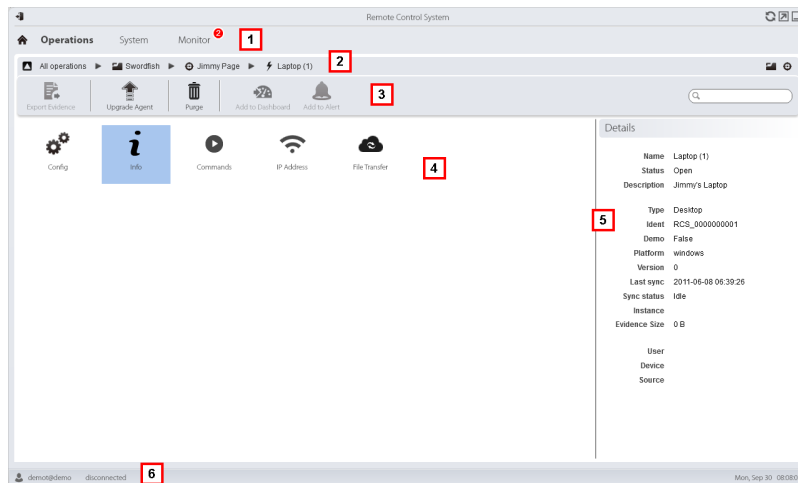 Remote Control System
Operations System Monitor 2 1
All operations Swordfish Jimmy Page Laptop (1) 2
Export Evidence Upgrade Agent Purge Add to Dashboard Add to Alert 3
Details
Config Info Commands IP Address File Transfer 4
Name Laptop (1)
Status Open
Description Jimmy's Laptop
Type Desktop
5
Ident RCS_0000000001
Demo False
Platform windows
Version 0
Last sync 2011-06-08 06:39:26
Sync status Idle
Instance
Evidence Size 0 B
User
Device
Source
demot@demo disconnected 6 Mon, Sep 30 08:08:0